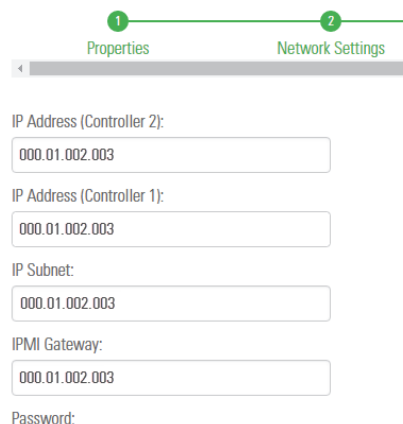 1 2
Properties Network Settings
IP Address (Controller 2):
000.01.002.003
IP Address (Controller 1):
000.01.002.003
IP Subnet:
000.01.002.003
IPMI Gateway:
000.01.002.003
Password: